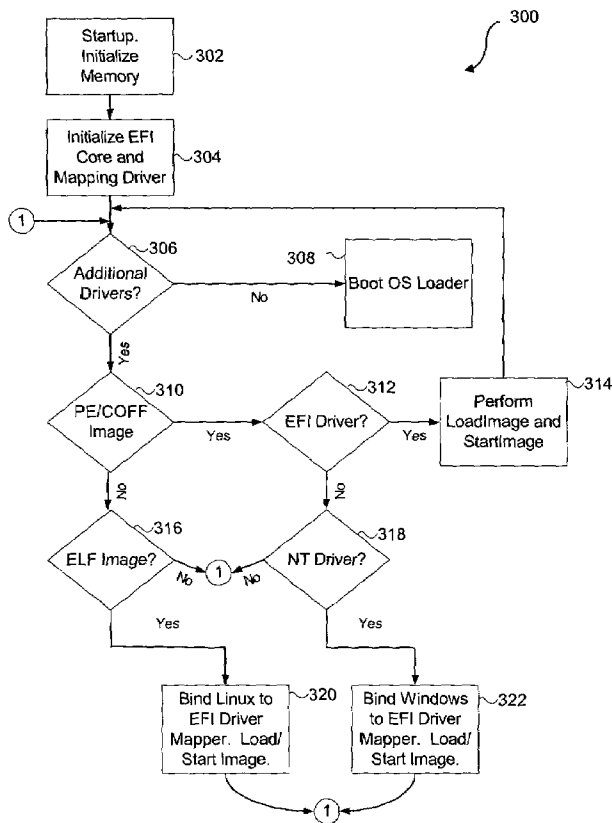 300
Startup.
Initialize
Memory
302
Initialize EFI
Core and
Mapping Driver
304
1
306
Additional
Drivers?
No
308
Boot OS Loader
Yes
310
PE/COFF
Image
Yes
312
EFI Driver?
Yes
314
Perform
LoadImage and
StartImage
No
No
316
ELF Image?
No
1
No
318
NT Driver?
Yes
Yes
Bind Linux to
EFI Driver
Mapper. Load/
Start Image.
320
Bind Windows
to EFI Driver
Mapper. Load/
Start Image.
322
1